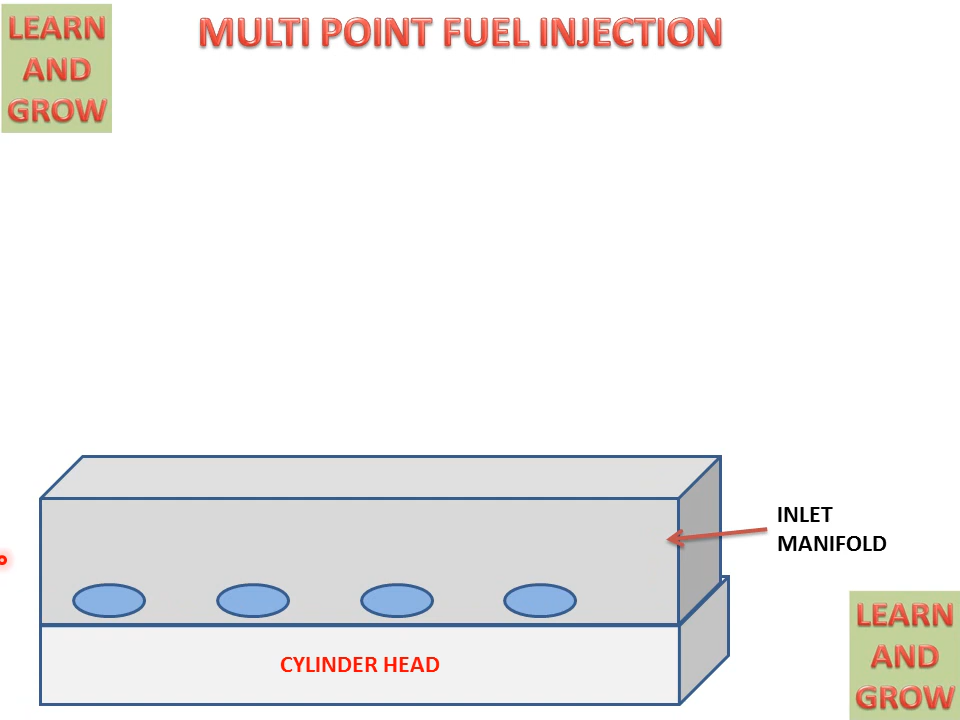 LEARN
AND
GROW
MULTI POINT FUEL INJECTION
INLET
MANIFOLD
CYLINDER HEAD
LEARN
AND
GROW